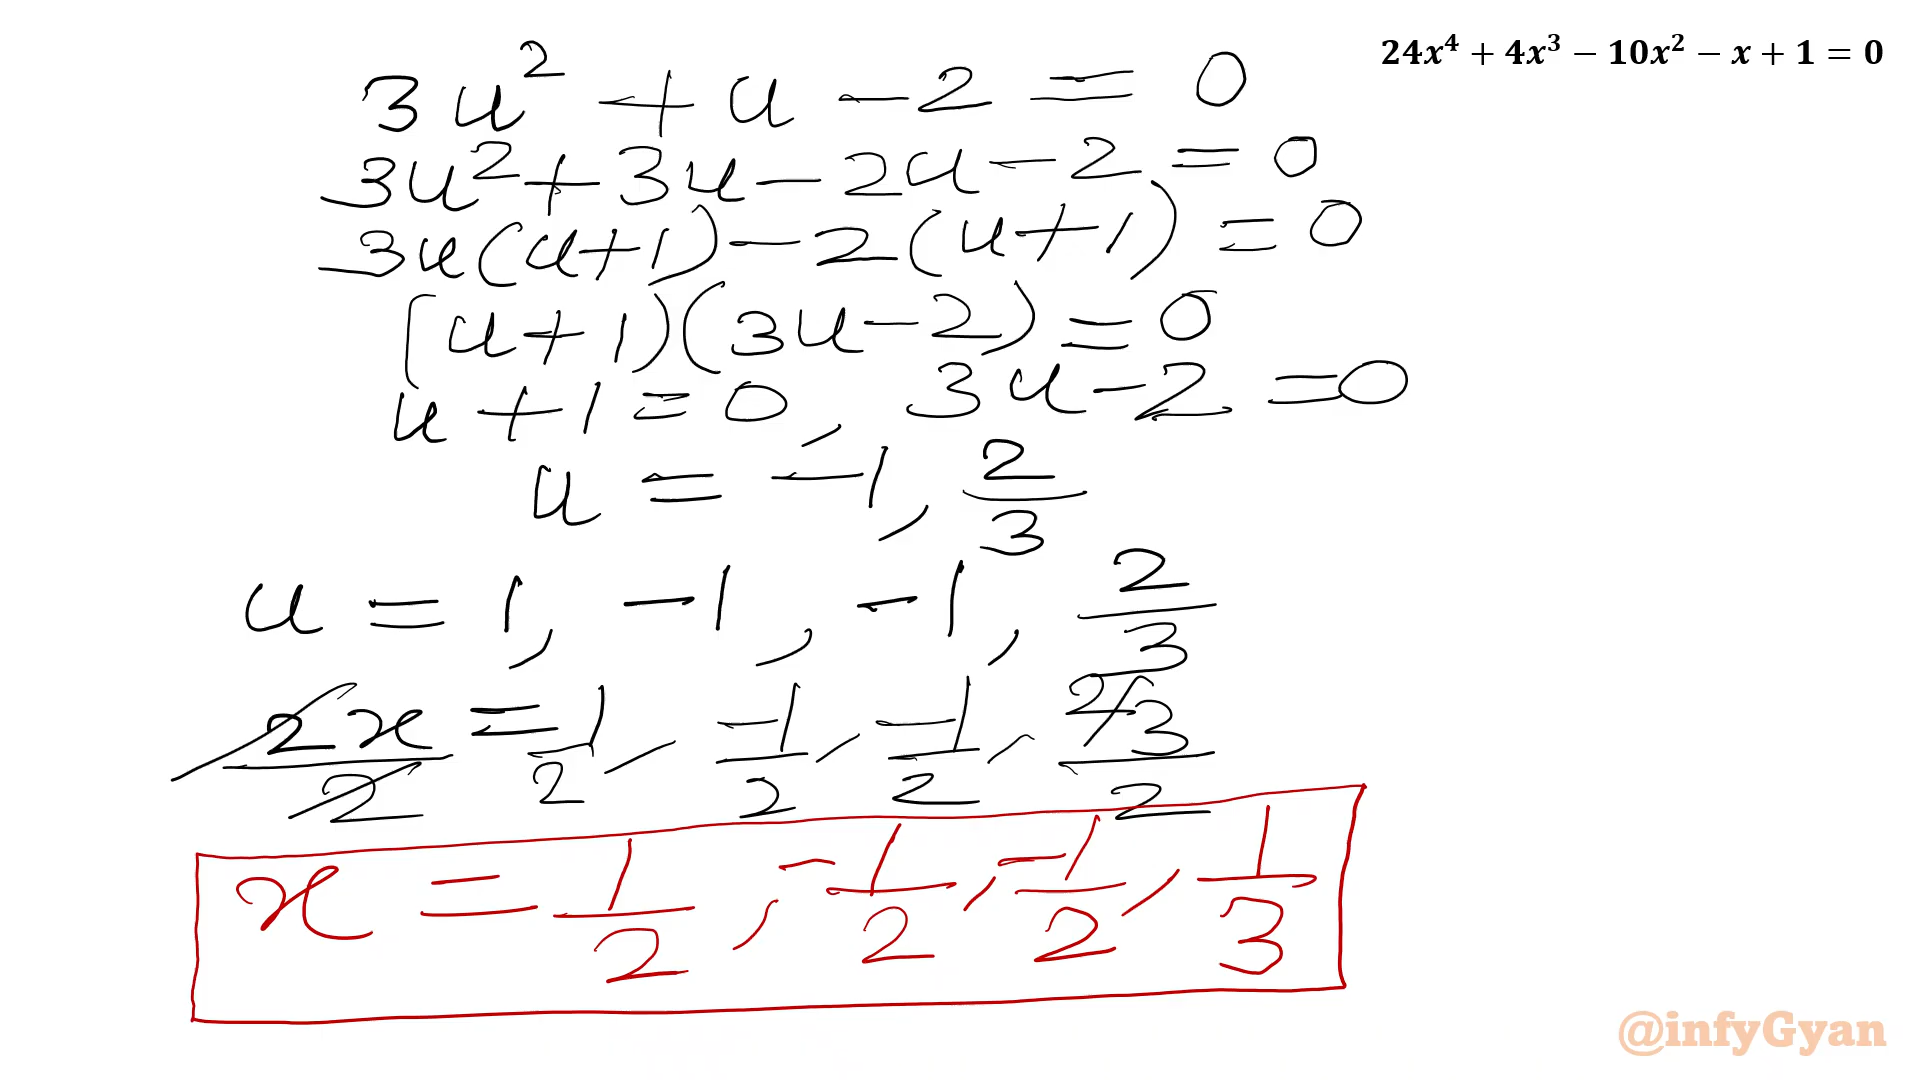 24x⁴ + 4x³ − 10x² − x + 1 = 0
3u² + u − 2 = 0
3u² + 3u − 2u − 2 = 0
3u(u+1) − 2(u+1) = 0
(u+1)(3u−2) = 0
u + 1 = 0, 3u − 2 = 0
u = −1, 2/3
u = 1, −1, −1, 2/3
2x/2 = 1/2, −1/2, −1/2, 2/3/2
x = 1/2, −1/2, −1/2, 1/3
@infyGyan